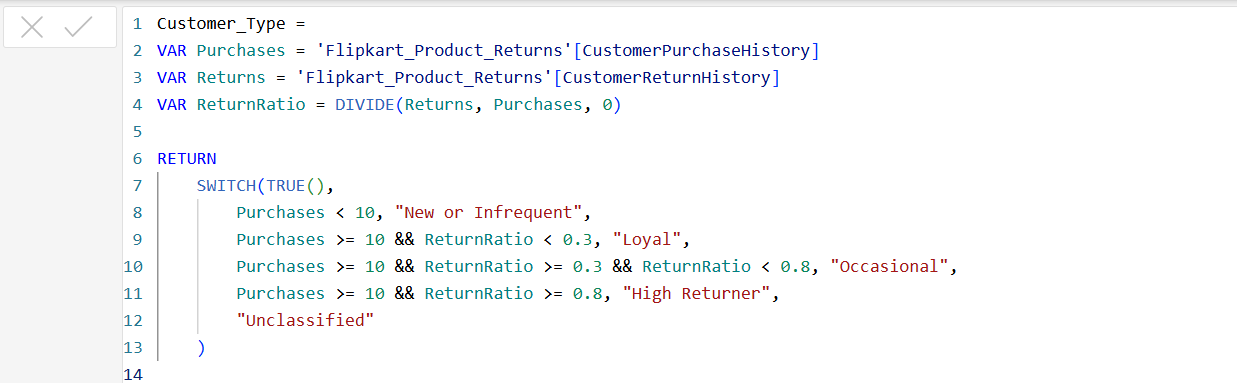 1 Customer_Type =
2 VAR Purchases = 'Flipkart_Product_Returns'[CustomerPurchaseHistory]
3 VAR Returns = 'Flipkart_Product_Returns'[CustomerReturnHistory]
4 VAR ReturnRatio = DIVIDE(Returns, Purchases, 0)
5
6 RETURN
7 SWITCH(TRUE(),
8 Purchases < 10, "New or Infrequent",
9 Purchases >= 10 && ReturnRatio < 0.3, "Loyal",
10 Purchases >= 10 && ReturnRatio >= 0.3 && ReturnRatio < 0.8, "Occasional",
11 Purchases >= 10 && ReturnRatio >= 0.8, "High Returner",
12 "Unclassified"
13 )
14